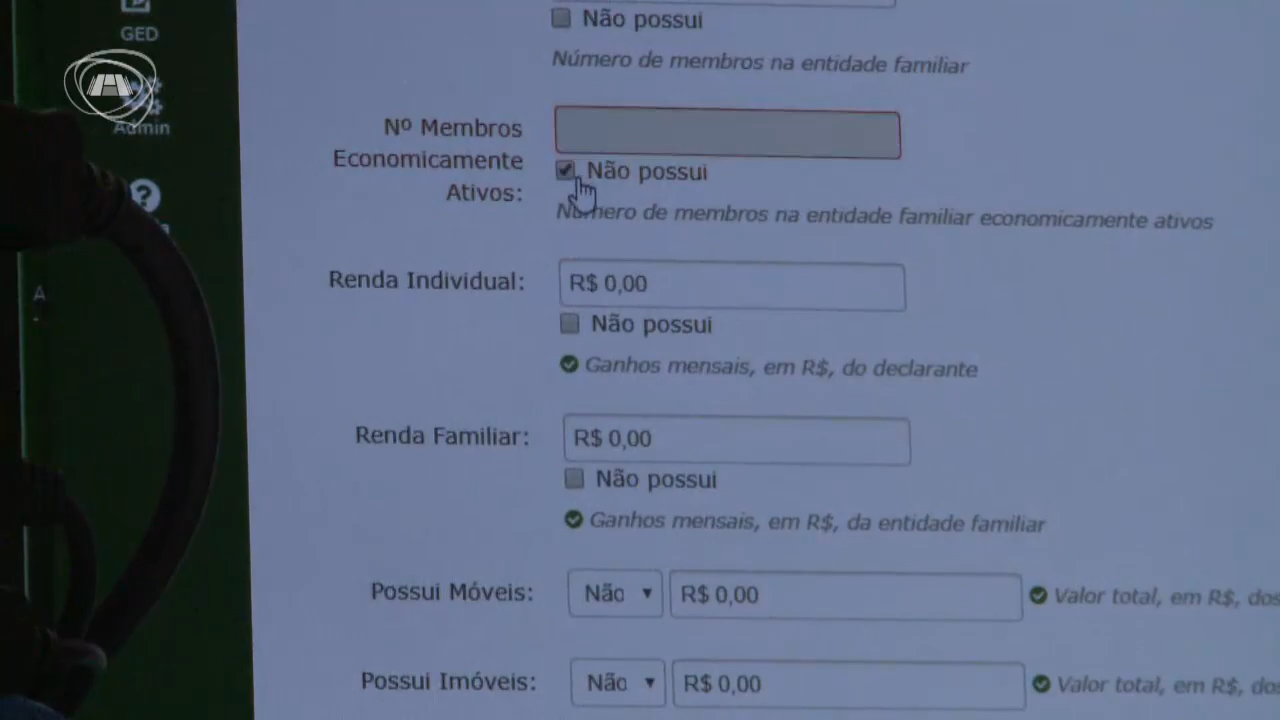 GED
Admin
A
Não possui
Número de membros na entidade familiar
Nº Membros
Economicamente
Ativos:
Não possui
Número de membros na entidade familiar economicamente ativos
Renda Individual:
R$ 0,00
Não possui
Ganhos mensais, em R$, do declarante
Renda Familiar:
R$ 0,00
Não possui
Ganhos mensais, em R$, da entidade familiar
Possui Móveis:
Não
R$ 0,00
Valor total, em R$, dos
Possui Imóveis:
Não
R$ 0,00
Valor total, em R$, dos